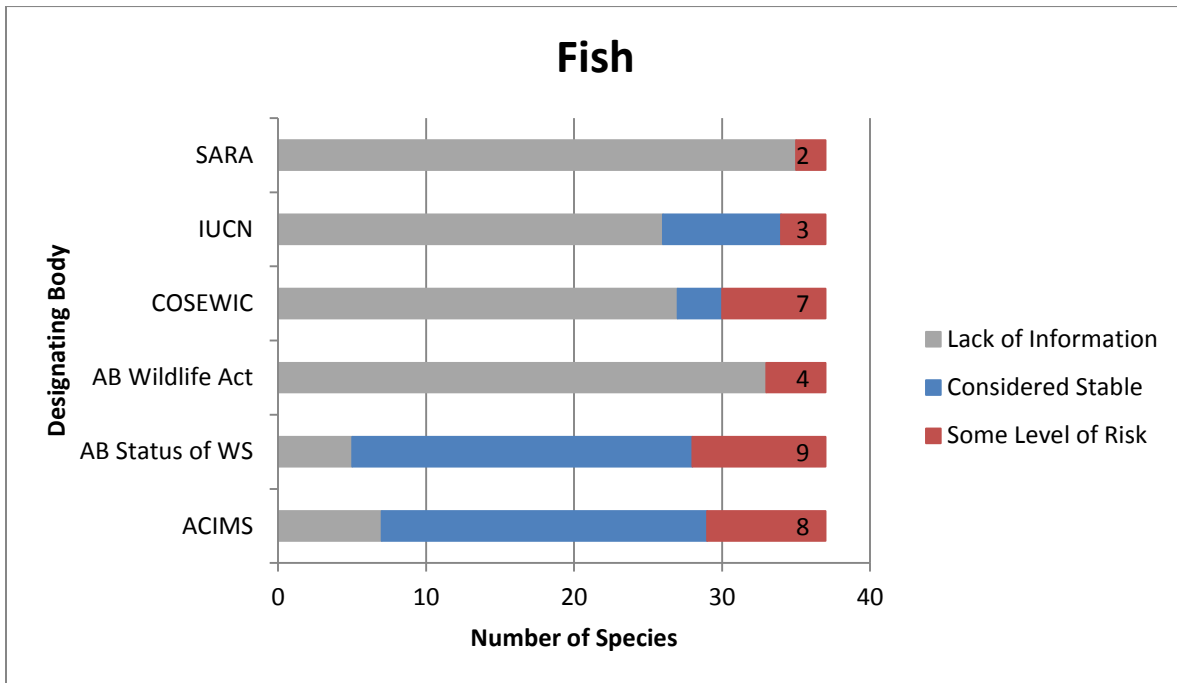 Fish
Designating Body
SARA
2
IUCN
3
COSEWIC
7
AB Wildlife Act
4
AB Status of WS
9
ACIMS
8
0 10 20 30 40
Number of Species
Lack of Information
Considered Stable
Some Level of Risk